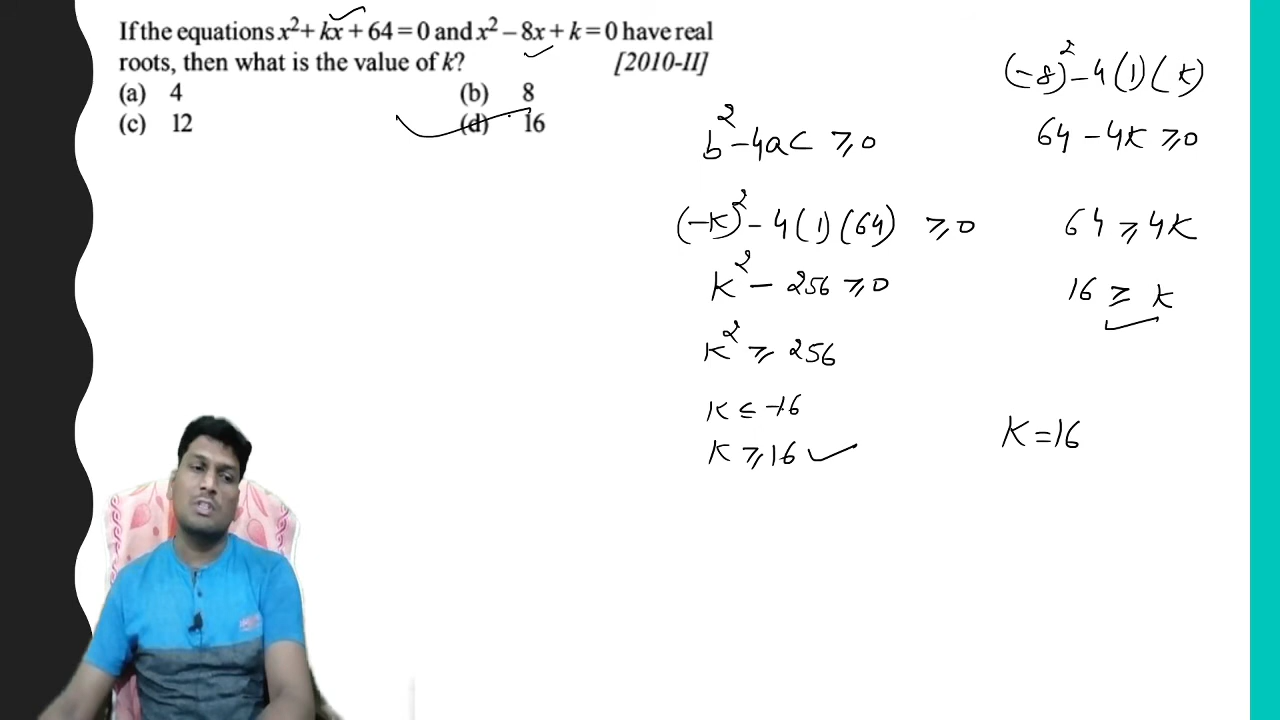 If the equations x²+ kx + 64 = 0 and x² – 8x + k = 0 have real
roots, then what is the value of k? [2010-II]
(a) 4 (b) 8
(c) 12 (d) 16
b² – 4ac ≥ 0
(–k)² – 4(1)(64) ≥ 0
k² – 256 ≥ 0
k² ≥ 256
k ≤ –16
k ≥ 16
(–8)² – 4(1)(k)
64 – 4k ≥ 0
64 ≥ 4k
16 ≥ k
k = 16